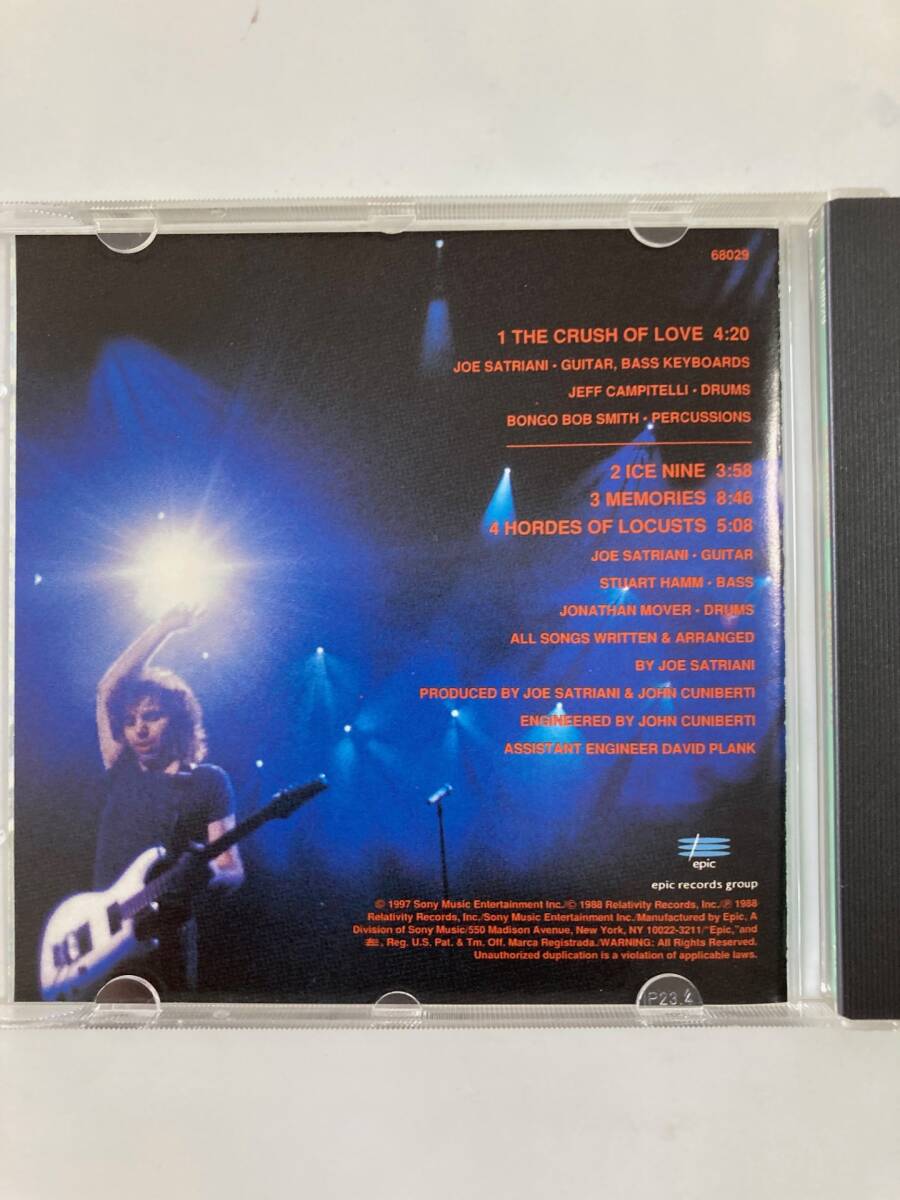 68029
1 THE CRUSH OF LOVE 4:20
JOE SATRIANI • GUITAR, BASS KEYBOARDS
JEFF CAMPITELLI • DRUMS
BONGO BOB SMITH • PERCUSSIONS
2 ICE NINE 3:58
3 MEMORIES 8:46
4 HORDES OF LOCUSTS 5:08
JOE SATRIANI • GUITAR
STUART HAMM • BASS
JONATHAN MOVER • DRUMS
ALL SONGS WRITTEN & ARRANGED
BY JOE SATRIANI
PRODUCED BY JOE SATRIANI & JOHN CUNIBERTI
ENGINEERED BY JOHN CUNIBERTI
ASSISTANT ENGINEER DAVID PLANK
epic
epic records group
© 1997 Sony Music Entertainment Inc./© 1988 Relativity Records, Inc./℗ 1988
Relativity Records, Inc./Sony Music Entertainment Inc./Manufactured by Epic, A
Division of Sony Music/550 Madison Avenue, New York, NY 10022-3211/"Epic," and
, Reg. U.S. Pat. & Tm. Off. Marca Registrada./WARNING: All Rights Reserved.
Unauthorized duplication is a violation of applicable laws.